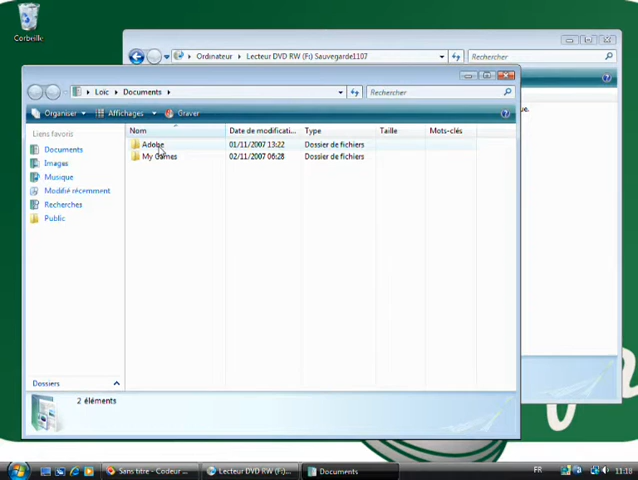 Corbeille
Ordinateur
Lecteur DVD RW (F:) Sauvegarde1107
Rechercher
Loïc
Documents
Rechercher
Organiser
Affichages
Graver
Liens favoris
Documents
Images
Musique
Modifié récemment
Recherches
Public
Dossiers
Nom
Date de modificati...
Type
Taille
Mots-clés
Adobe
01/11/2007 13:22
Dossier de fichiers
My Games
02/11/2007 06:28
Dossier de fichiers
2 éléments
Sans titre - Codeur ...
Lecteur DVD RW (F:)...
Documents
FR
11:18